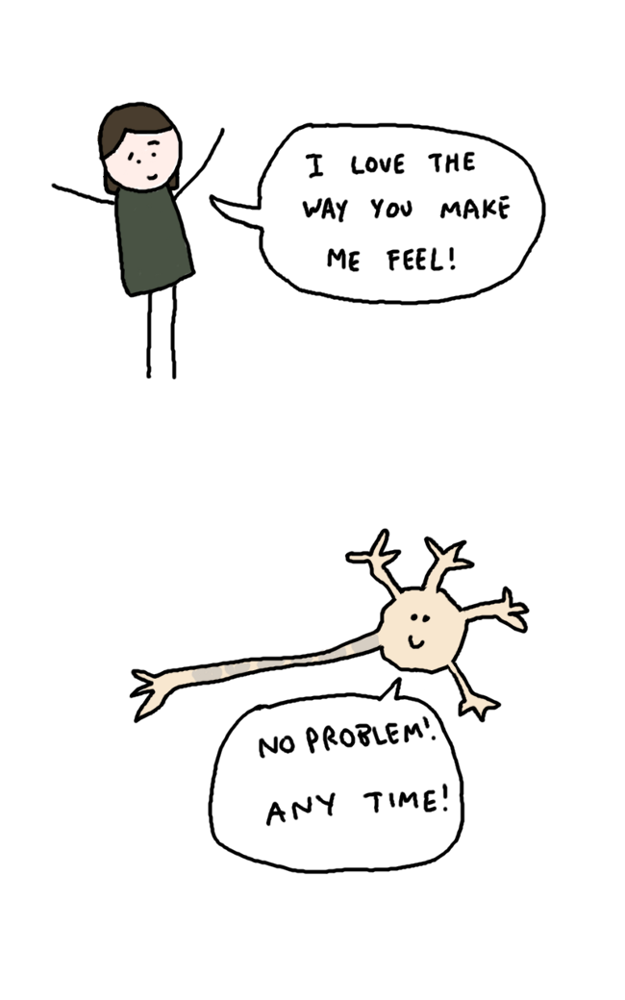 I LOVE THE
WAY YOU MAKE
ME FEEL!
NO PROBLEM!
ANY TIME!